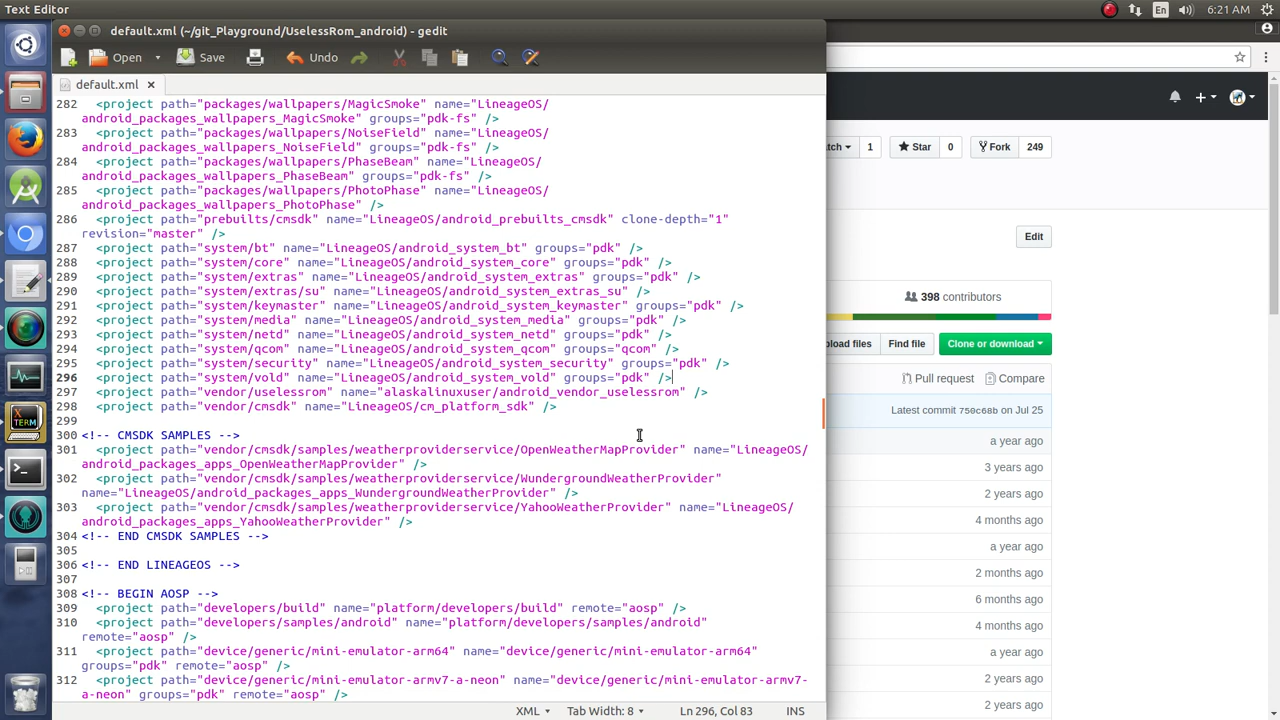 Text Editor
En
6:21 AM
default.xml (~/git_Playground/UselessRom_android) - gedit
Open
Save
Undo
default.xml
282 <project path="packages/wallpapers/MagicSmoke" name="LineageOS/
android_packages_wallpapers_MagicSmoke" groups="pdk-fs" />
283 <project path="packages/wallpapers/NoiseField" name="LineageOS/
android_packages_wallpapers_NoiseField" groups="pdk-fs" />
284 <project path="packages/wallpapers/PhaseBeam" name="LineageOS/
android_packages_wallpapers_PhaseBeam" groups="pdk-fs" />
285 <project path="packages/wallpapers/PhotoPhase" name="LineageOS/
android_packages_wallpapers_PhotoPhase" />
286 <project path="prebuilts/cmsdk" name="LineageOS/android_prebuilts_cmsdk" clone-depth="1"
revision="master" />
287 <project path="system/bt" name="LineageOS/android_system_bt" groups="pdk" />
288 <project path="system/core" name="LineageOS/android_system_core" groups="pdk" />
289 <project path="system/extras" name="LineageOS/android_system_extras" groups="pdk" />
290 <project path="system/extras/su" name="LineageOS/android_system_extras_su" />
291 <project path="system/keymaster" name="LineageOS/android_system_keymaster" groups="pdk" />
292 <project path="system/media" name="LineageOS/android_system_media" groups="pdk" />
293 <project path="system/netd" name="LineageOS/android_system_netd" groups="pdk" />
294 <project path="system/qcom" name="LineageOS/android_system_qcom" groups="qcom" />
295 <project path="system/security" name="LineageOS/android_system_security" groups="pdk" />
296 <project path="system/vold" name="LineageOS/android_system_vold" groups="pdk" />
297 <project path="vendor/uselessrom" name="alaskalinuxuser/android_vendor_uselessrom" />
298 <project path="vendor/cmsdk" name="LineageOS/cm_platform_sdk" />
299
300 <!-- CMSDK SAMPLES -->
301 <project path="vendor/cmsdk/samples/weatherproviderservice/OpenWeatherMapProvider" name="LineageOS/
android_packages_apps_OpenWeatherMapProvider" />
302 <project path="vendor/cmsdk/samples/weatherproviderservice/WundergroundWeatherProvider"
name="LineageOS/android_packages_apps_WundergroundWeatherProvider" />
303 <project path="vendor/cmsdk/samples/weatherproviderservice/YahooWeatherProvider" name="LineageOS/
android_packages_apps_YahooWeatherProvider" />
304 <!-- END CMSDK SAMPLES -->
305
306 <!-- END LINEAGEOS -->
307
308 <!-- BEGIN AOSP -->
309 <project path="developers/build" name="platform/developers/build" remote="aosp" />
310 <project path="developers/samples/android" name="platform/developers/samples/android"
remote="aosp" />
311 <project path="device/generic/mini-emulator-arm64" name="device/generic/mini-emulator-arm64"
groups="pdk" remote="aosp" />
312 <project path="device/generic/mini-emulator-armv7-a-neon" name="device/generic/mini-emulator-armv7-
a-neon" groups="pdk" remote="aosp" />
XML
Tab Width: 8
Ln 296, Col 83
INS
tch 1 Star 0 Fork 249
Edit
398 contributors
load files Find file Clone or download
Pull request Compare
Latest commit 750c68b on Jul 25
a year ago
3 years ago
2 years ago
4 months ago
a year ago
2 months ago
6 months ago
4 months ago
a year ago
2 years ago
2 years ago
XTERM